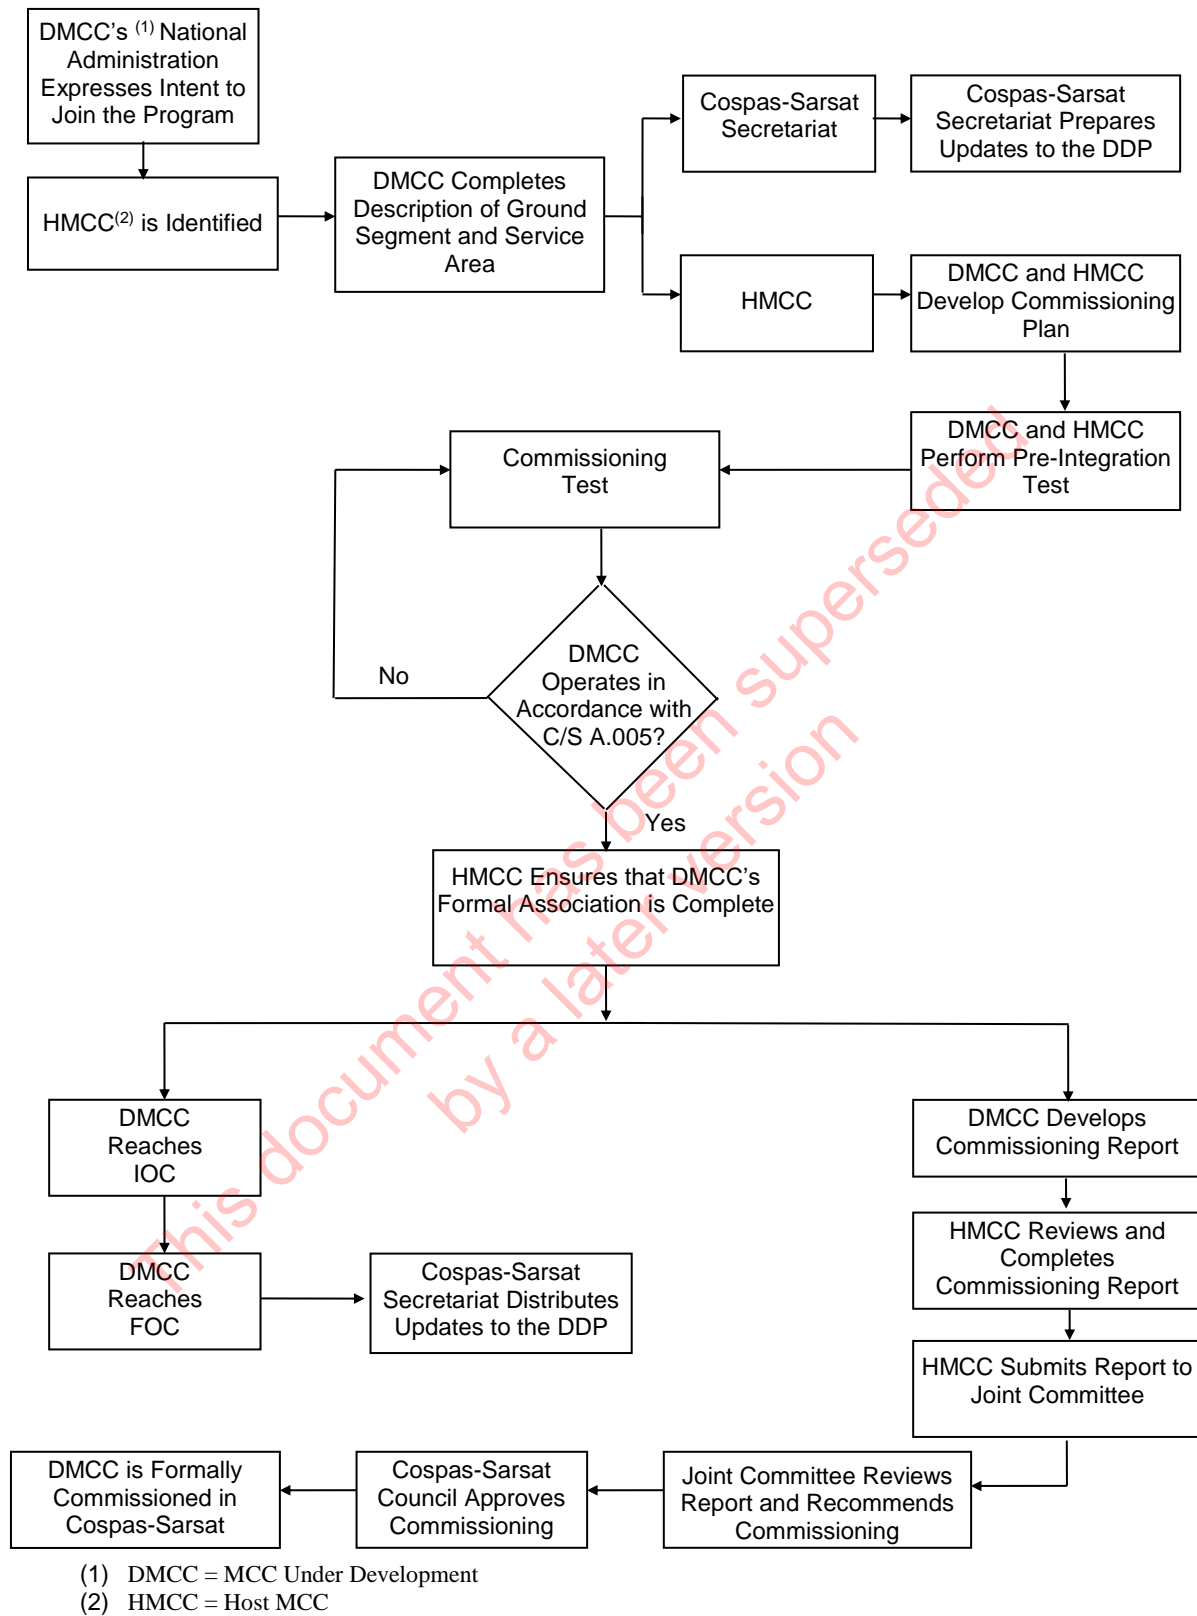 DMCC's (1) National
Administration
Expresses Intent to
Join the Program
Cospas-Sarsat
Secretariat
Cospas-Sarsat
Secretariat Prepares
Updates to the DDP
HMCC(2) is Identified
DMCC Completes
Description of Ground
Segment and Service
Area
HMCC
DMCC and HMCC
Develop Commissioning
Plan
DMCC and HMCC
Perform Pre-Integration
Test
Commissioning
Test
DMCC
Operates in
Accordance with
C/S A.005?
No
Yes
HMCC Ensures that DMCC's
Formal Association is Complete
DMCC
Reaches
IOC
DMCC Develops
Commissioning Report
DMCC
Reaches
FOC
Cospas-Sarsat
Secretariat Distributes
Updates to the DDP
HMCC Reviews and
Completes
Commissioning Report
HMCC Submits Report to
Joint Committee
DMCC is Formally
Commissioned in
Cospas-Sarsat
Cospas-Sarsat
Council Approves
Commissioning
Joint Committee Reviews
Report and Recommends
Commissioning
(1) DMCC = MCC Under Development
(2) HMCC = Host MCC
This document has been superseded
by a later version